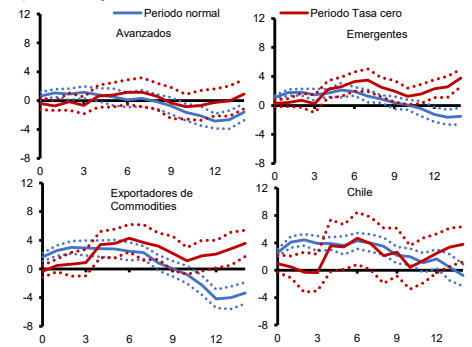 Periodo normal
Periodo Tasa cero
Avanzados
12
8
4
0
-4
-8
0 3 6 9 12
Emergentes
12
8
4
0
-4
-8
0 3 6 9 12
Exportadores de
Commodities
12
8
4
0
-4
-8
0 3 6 9 12
Chile
12
8
4
0
-4
-8
0 3 6 9 12